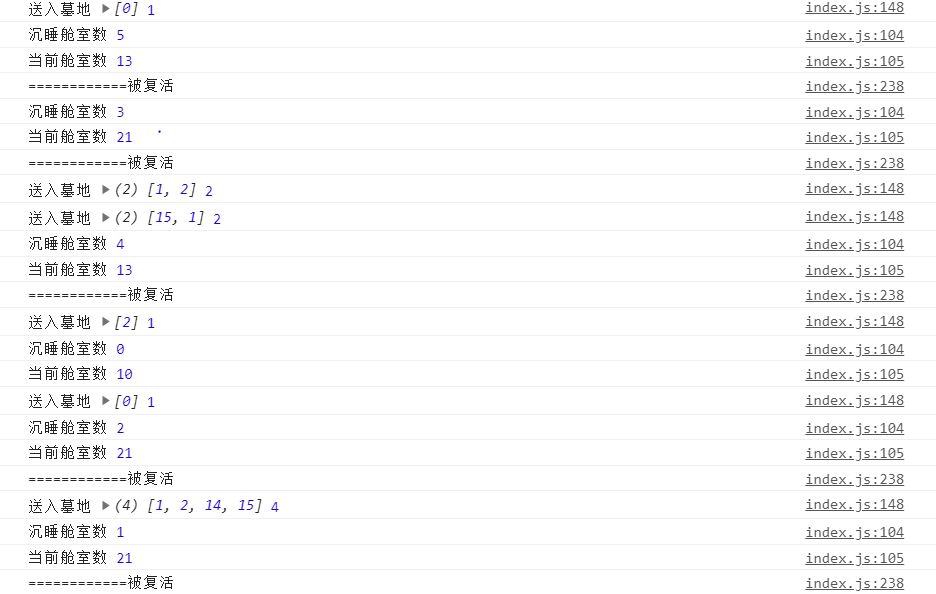 送入墓地 ▶[0] 1 index.js:148
沉睡舱室数 5 index.js:104
当前舱室数 13 index.js:105
============被复活 index.js:238
沉睡舱室数 3 index.js:104
当前舱室数 21 index.js:105
============被复活 index.js:238
送入墓地 ▶(2) [1, 2] 2 index.js:148
送入墓地 ▶(2) [15, 1] 2 index.js:148
沉睡舱室数 4 index.js:104
当前舱室数 13 index.js:105
============被复活 index.js:238
送入墓地 ▶[2] 1 index.js:148
沉睡舱室数 0 index.js:104
当前舱室数 10 index.js:105
送入墓地 ▶[0] 1 index.js:148
沉睡舱室数 2 index.js:104
当前舱室数 21 index.js:105
============被复活 index.js:238
送入墓地 ▶(4) [1, 2, 14, 15] 4 index.js:148
沉睡舱室数 1 index.js:104
当前舱室数 21 index.js:105
============被复活 index.js:238